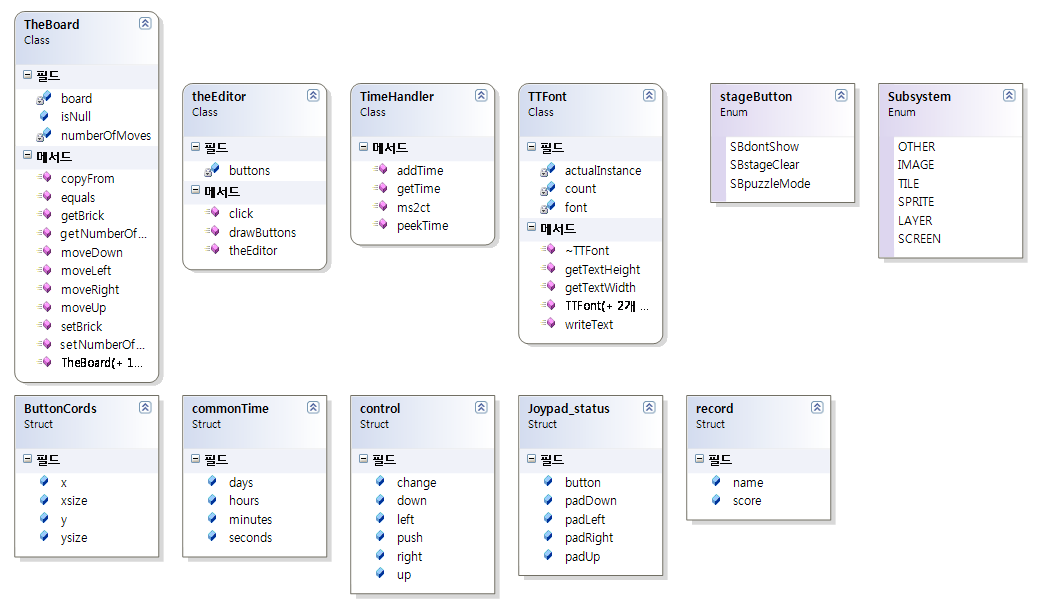 TheBoard
Class
필드
board
isNull
numberOfMoves
메서드
copyFrom
equals
getBrick
getNumberOf...
moveDown
moveLeft
moveRight
moveUp
setBrick
setNumberOf...
TheBoard(+ 1...
theEditor
Class
필드
buttons
메서드
click
drawButtons
theEditor
TimeHandler
Class
메서드
addTime
getTime
ms2ct
peekTime
TTFont
Class
필드
actualInstance
count
font
메서드
~TTFont
getTextHeight
getTextWidth
TTFont(+ 2개 ...
writeText
stageButton
Enum
SBdontShow
SBstageClear
SBpuzzleMode
Subsystem
Enum
OTHER
IMAGE
TILE
SPRITE
LAYER
SCREEN
ButtonCords
Struct
필드
x
xsize
y
ysize
commonTime
Struct
필드
days
hours
minutes
seconds
control
Struct
필드
change
down
left
push
right
up
Joypad_status
Struct
필드
button
padDown
padLeft
padRight
padUp
record
Struct
필드
name
score